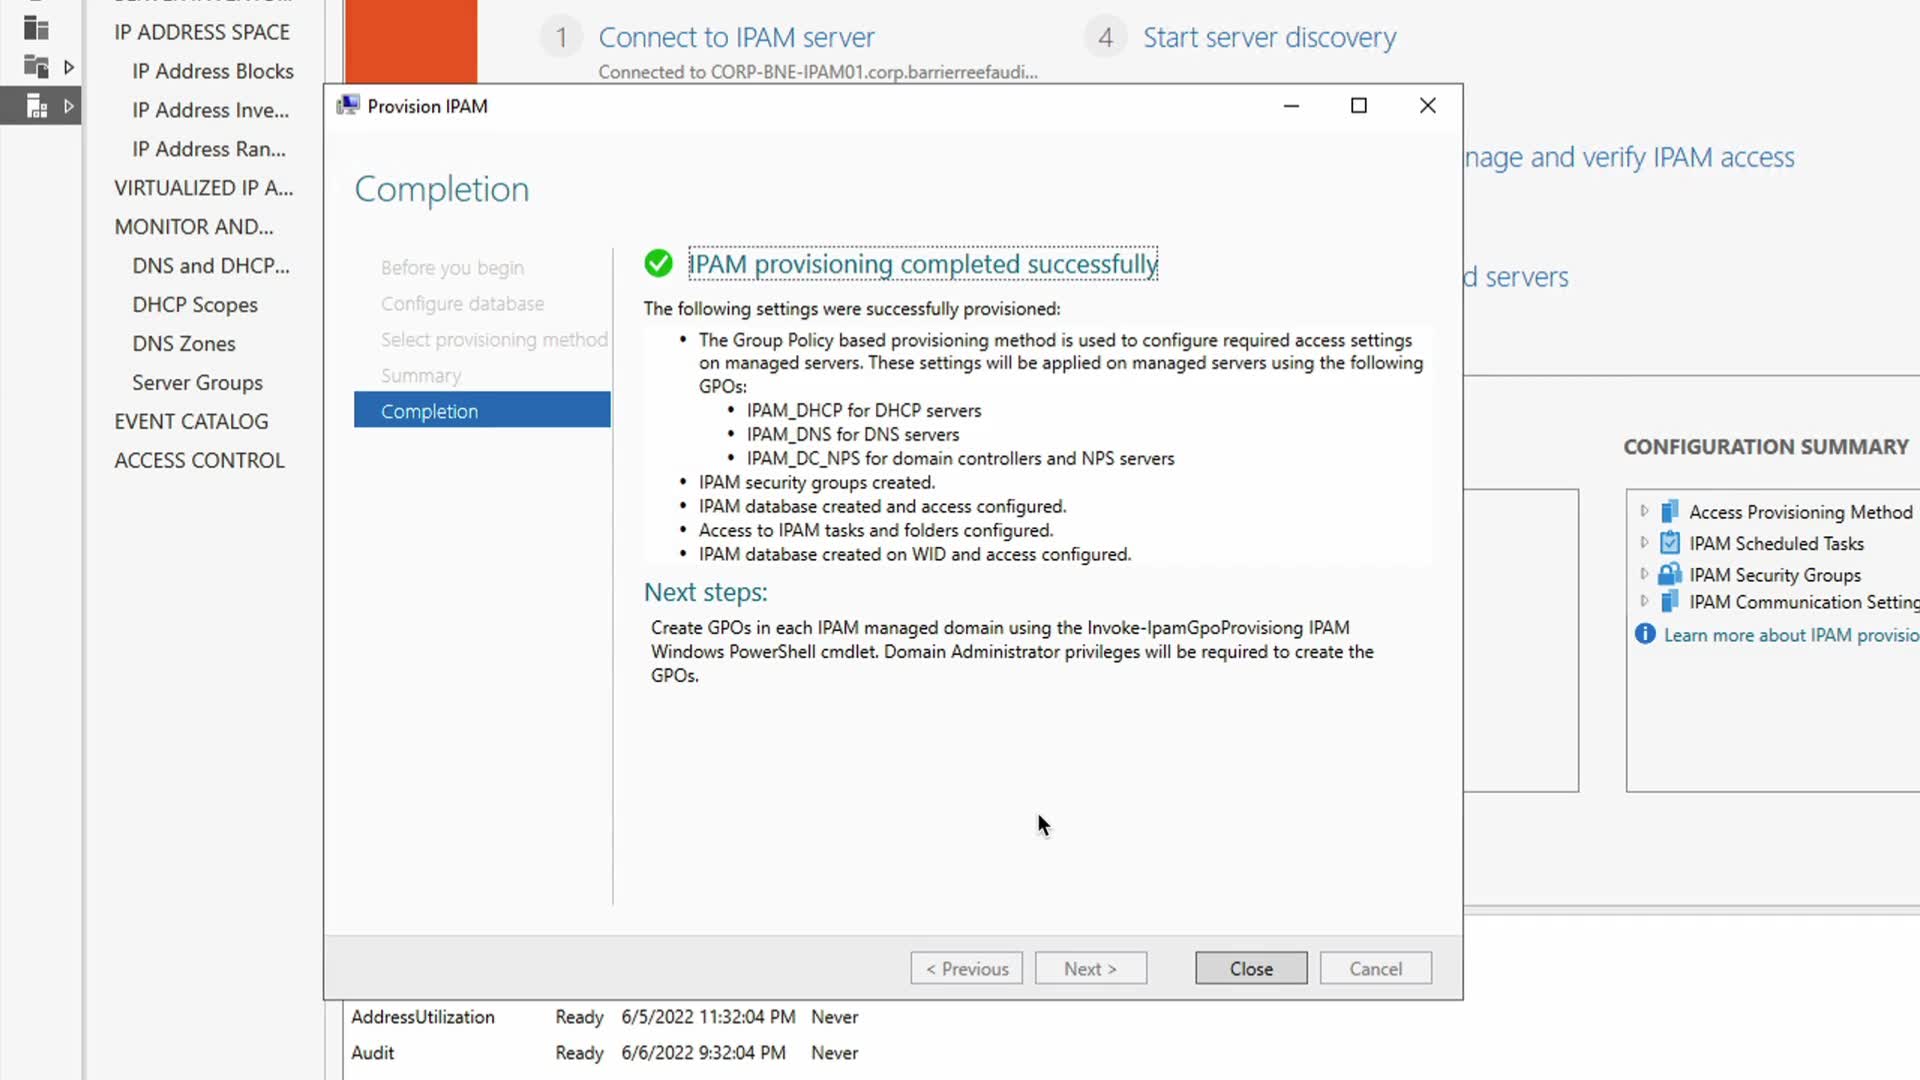 IP ADDRESS SPACE
IP Address Blocks
IP Address Inve...
IP Address Ran...
VIRTUALIZED IP A...
MONITOR AND...
DNS and DHCP...
DHCP Scopes
DNS Zones
Server Groups
EVENT CATALOG
ACCESS CONTROL
1 Connect to IPAM server
Connected to CORP-BNE-IPAM01.corp.barrierreefaudi...
4 Start server discovery
nage and verify IPAM access
d servers
Provision IPAM
Completion
Before you begin
Configure database
Select provisioning method
Summary
Completion
IPAM provisioning completed successfully
The following settings were successfully provisioned:
• The Group Policy based provisioning method is used to configure required access settings
on managed servers. These settings will be applied on managed servers using the following
GPOs:
• IPAM_DHCP for DHCP servers
• IPAM_DNS for DNS servers
• IPAM_DC_NPS for domain controllers and NPS servers
• IPAM security groups created.
• IPAM database created and access configured.
• Access to IPAM tasks and folders configured.
• IPAM database created on WID and access configured.
Next steps:
Create GPOs in each IPAM managed domain using the Invoke-IpamGpoProvisiong IPAM
Windows PowerShell cmdlet. Domain Administrator privileges will be required to create the
GPOs.
< Previous
Next >
Close
Cancel
CONFIGURATION SUMMARY
Access Provisioning Method
IPAM Scheduled Tasks
IPAM Security Groups
IPAM Communication Setting
Learn more about IPAM provisio
AddressUtilization Ready 6/5/2022 11:32:04 PM Never
Audit Ready 6/6/2022 9:32:04 PM Never